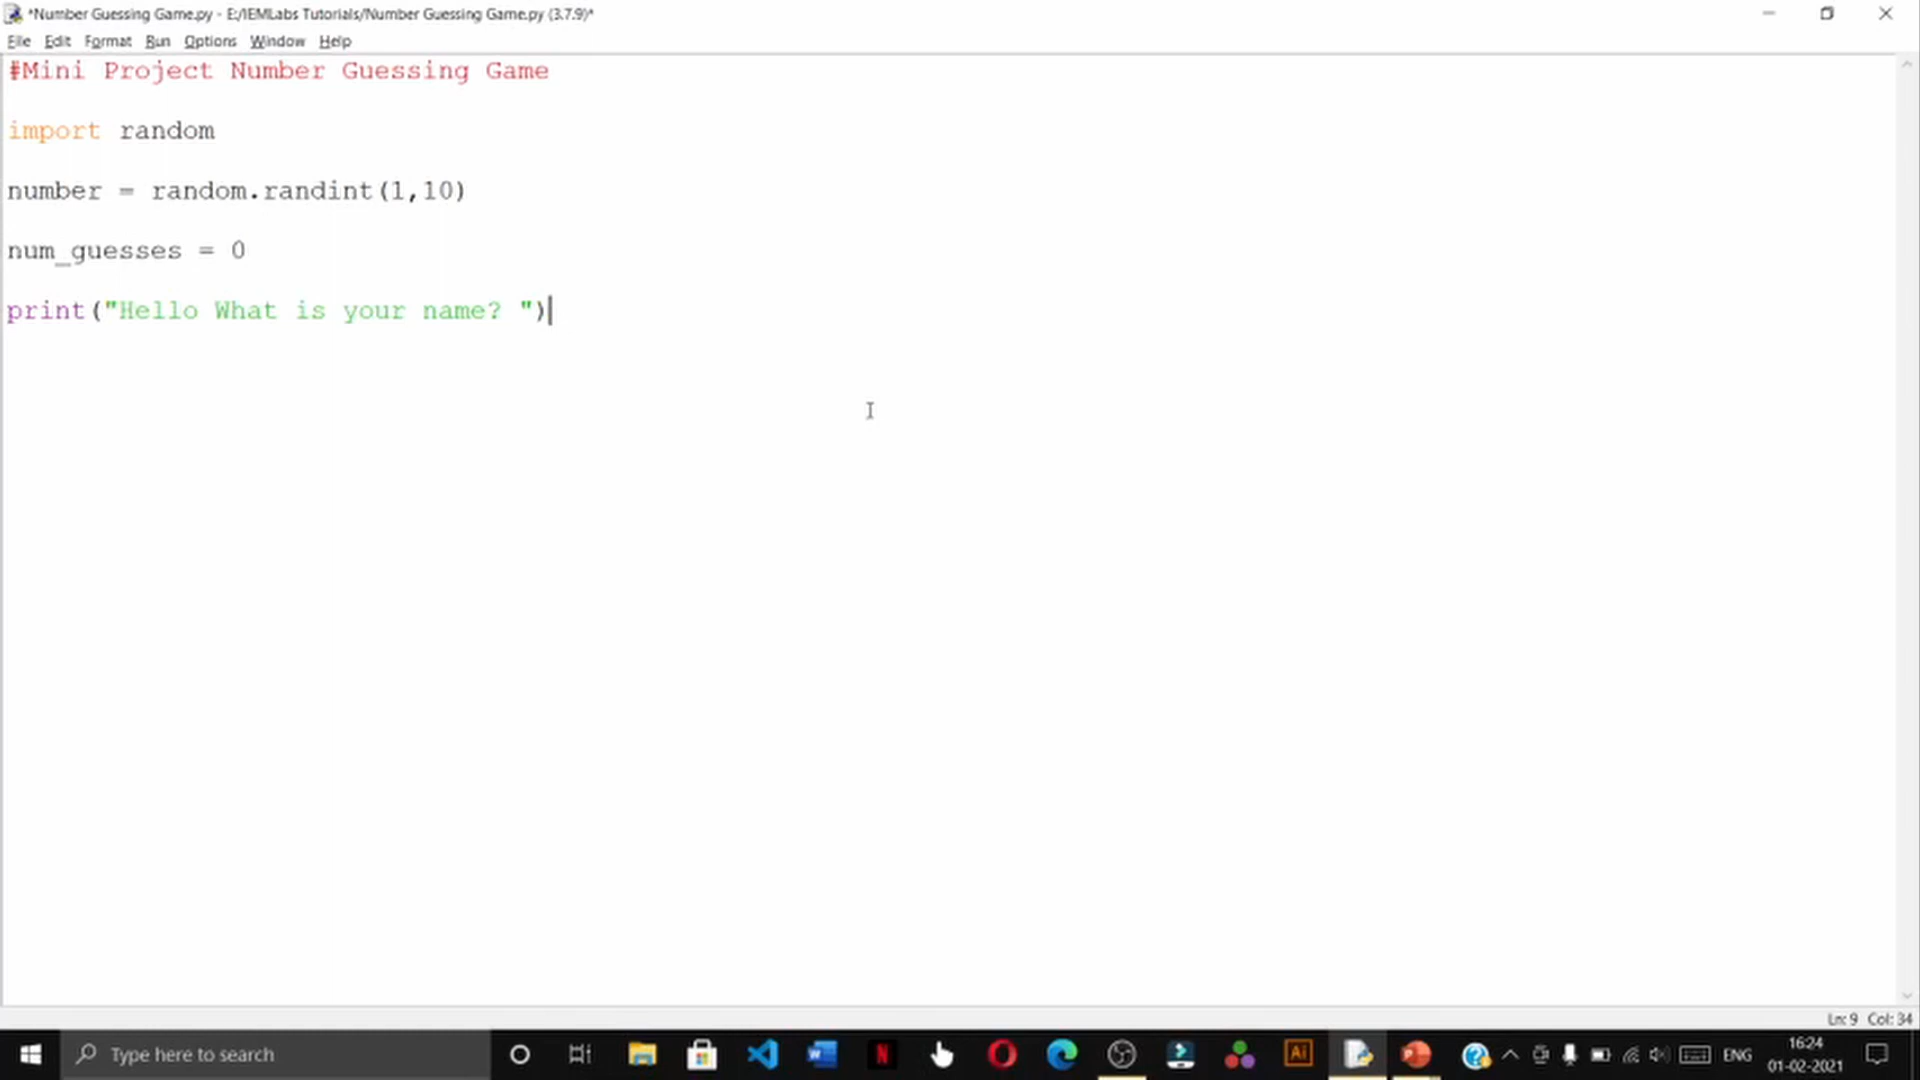 *Number Guessing Game.py - E:/IEMLabs Tutorials/Number Guessing Game.py (3.7.9)*
File Edit Format Run Options Window Help
#Mini Project Number Guessing Game
import random
number = random.randint(1,10)
num_guesses = 0
print("Hello What is your name? ")
Ln: 9 Col: 34
Type here to search
N
Ai
ENG
16:24
01-02-2021